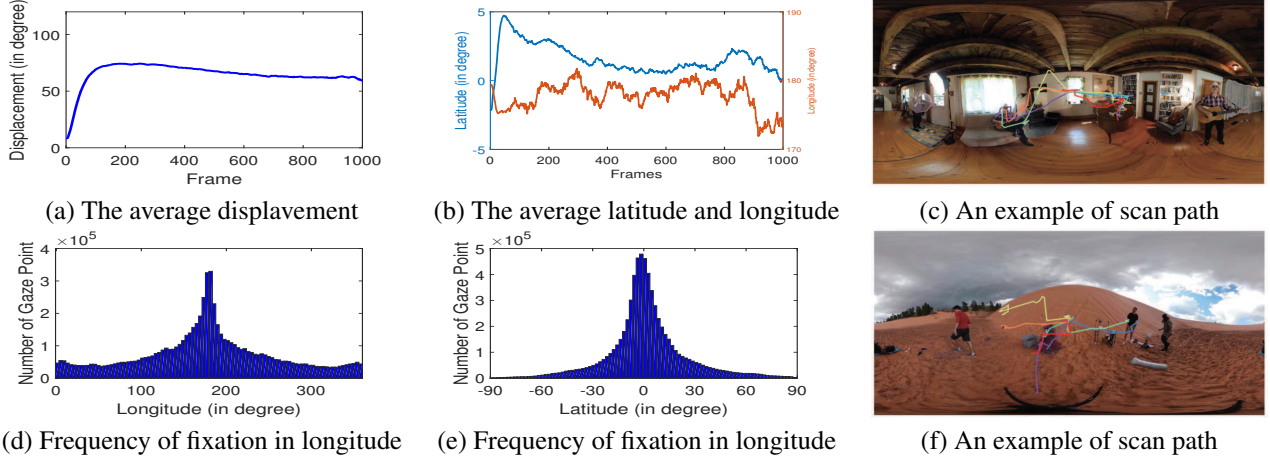 Displacement (in degree)
100
50
0
0 200 400 600 800 1000
Frame
(a) The average displavement
Latitude (in degree)
5
0
-5
190
180
170
Longitude (in degree)
0 200 400 600 800 1000
Frames
(b) The average latitude and longitude
(c) An example of scan path
Number of Gaze Point
×10^5
4
3
2
1
0
0 100 200 300
Longitude (in degree)
(d) Frequency of fixation in longitude
Number of Gaze Point
×10^5
5
4
3
2
1
0
-90 -60 -30 0 30 60 90
Latitude (in degree)
(e) Frequency of fixation in longitude
(f) An example of scan path